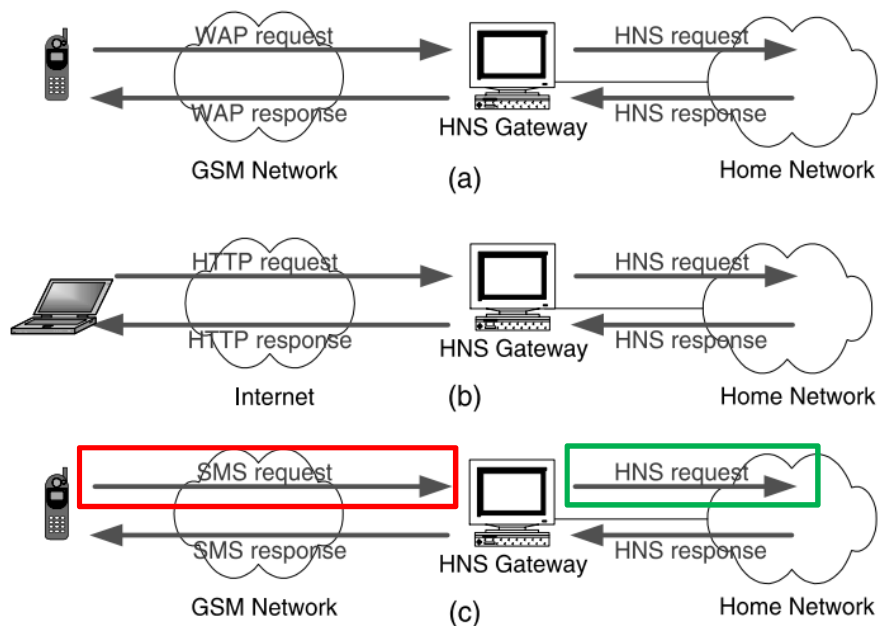 WAP request
HNS request
WAP response
HNS response
HNS Gateway
GSM Network
Home Network
(a)
HTTP request
HNS request
HTTP response
HNS response
HNS Gateway
Internet
Home Network
(b)
SMS request
HNS request
SMS response
HNS response
HNS Gateway
GSM Network
Home Network
(c)